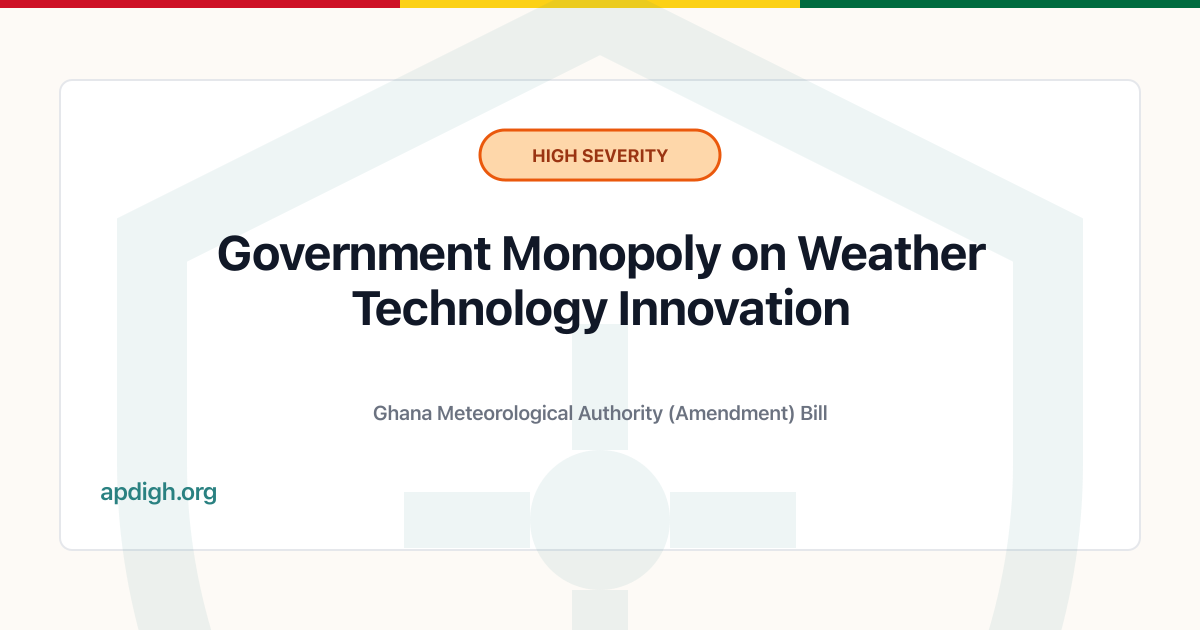 HIGH SEVERITY
Government Monopoly on Weather
Technology Innovation
Ghana Meteorological Authority (Amendment) Bill
apdigh.org